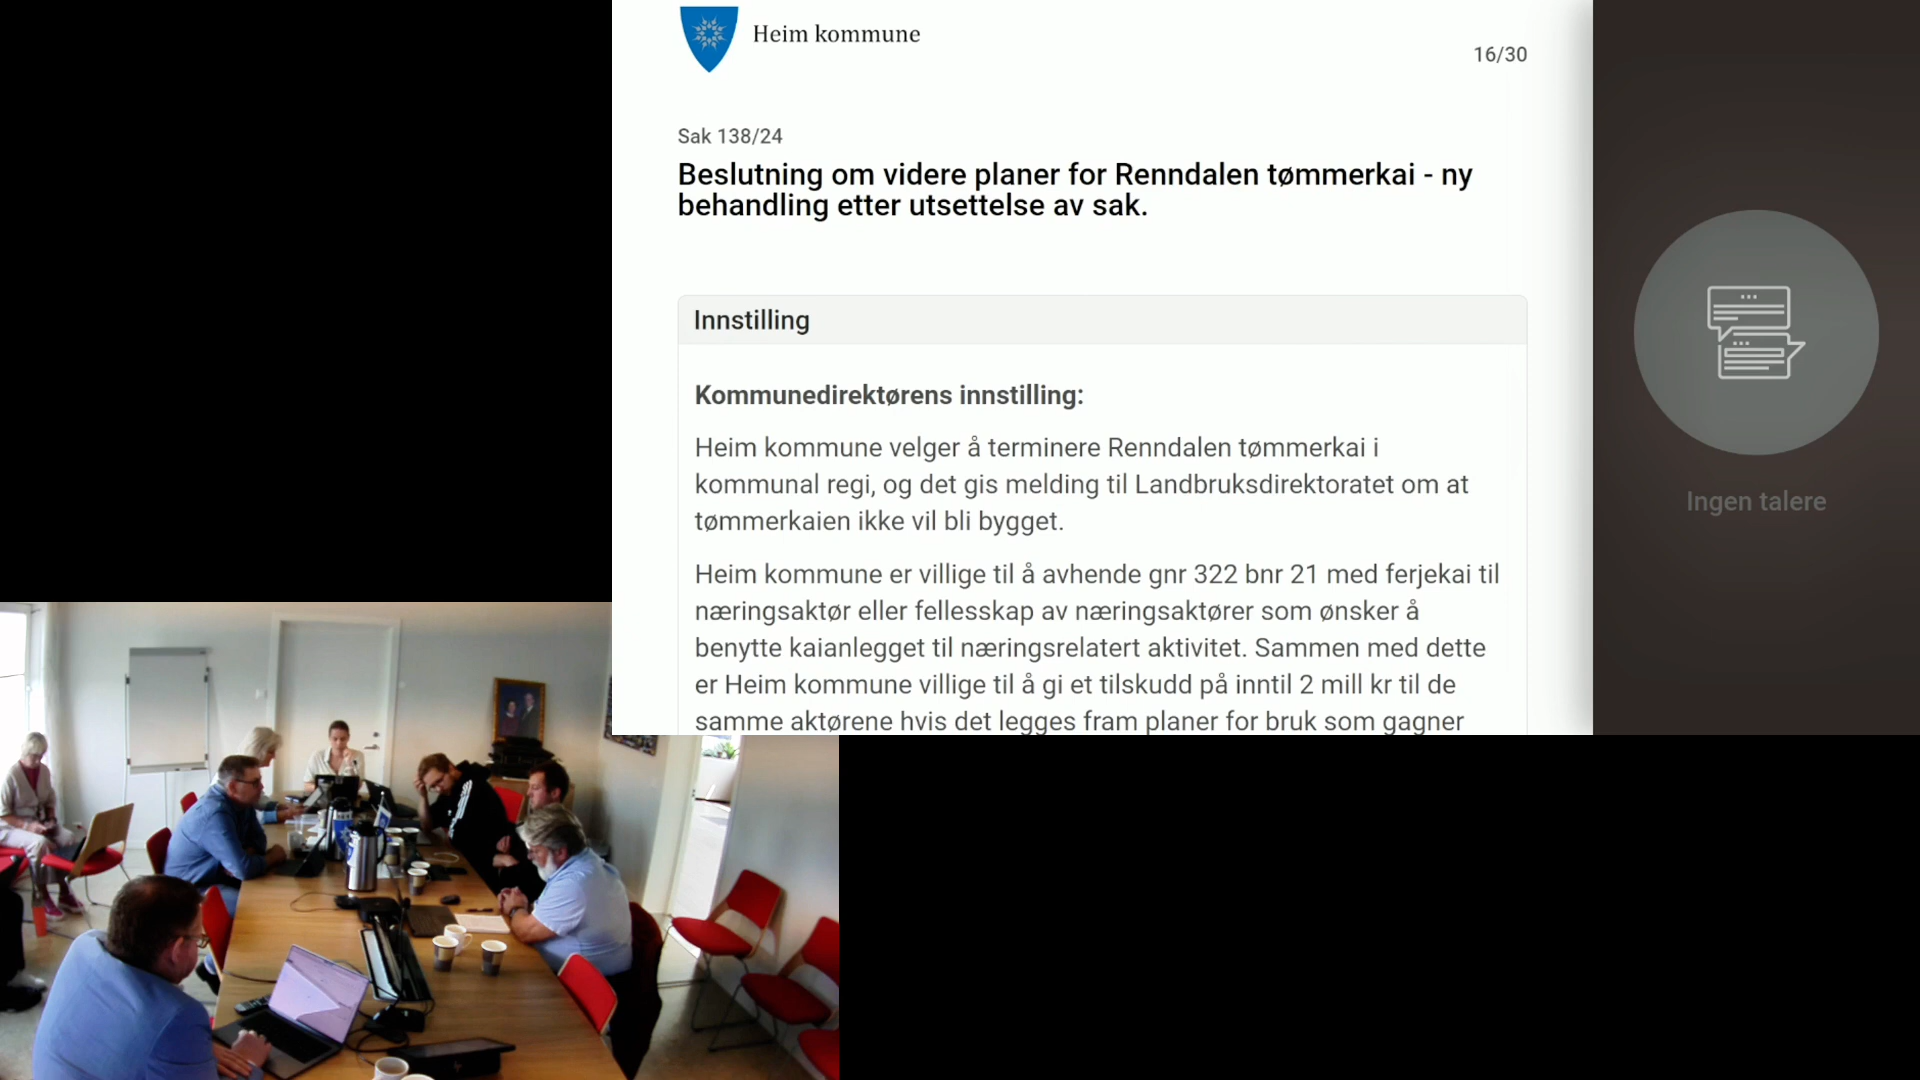 Heim kommune
16/30
Sak 138/24
Beslutning om videre planer for Renndalen tømmerkai - ny
behandling etter utsettelse av sak.
Innstilling
Kommunedirektørens innstilling:
Heim kommune velger å terminere Renndalen tømmerkai i
kommunal regi, og det gis melding til Landbruksdirektoratet om at
tømmerkaien ikke vil bli bygget.
Heim kommune er villige til å avhende gnr 322 bnr 21 med ferjekai til
næringsaktør eller fellesskap av næringsaktører som ønsker å
benytte kaianlegget til næringsrelatert aktivitet. Sammen med dette
er Heim kommune villige til å gi et tilskudd på inntil 2 mill kr til de
samme aktørene hvis det legges fram planer for bruk som gagner
Ingen talere